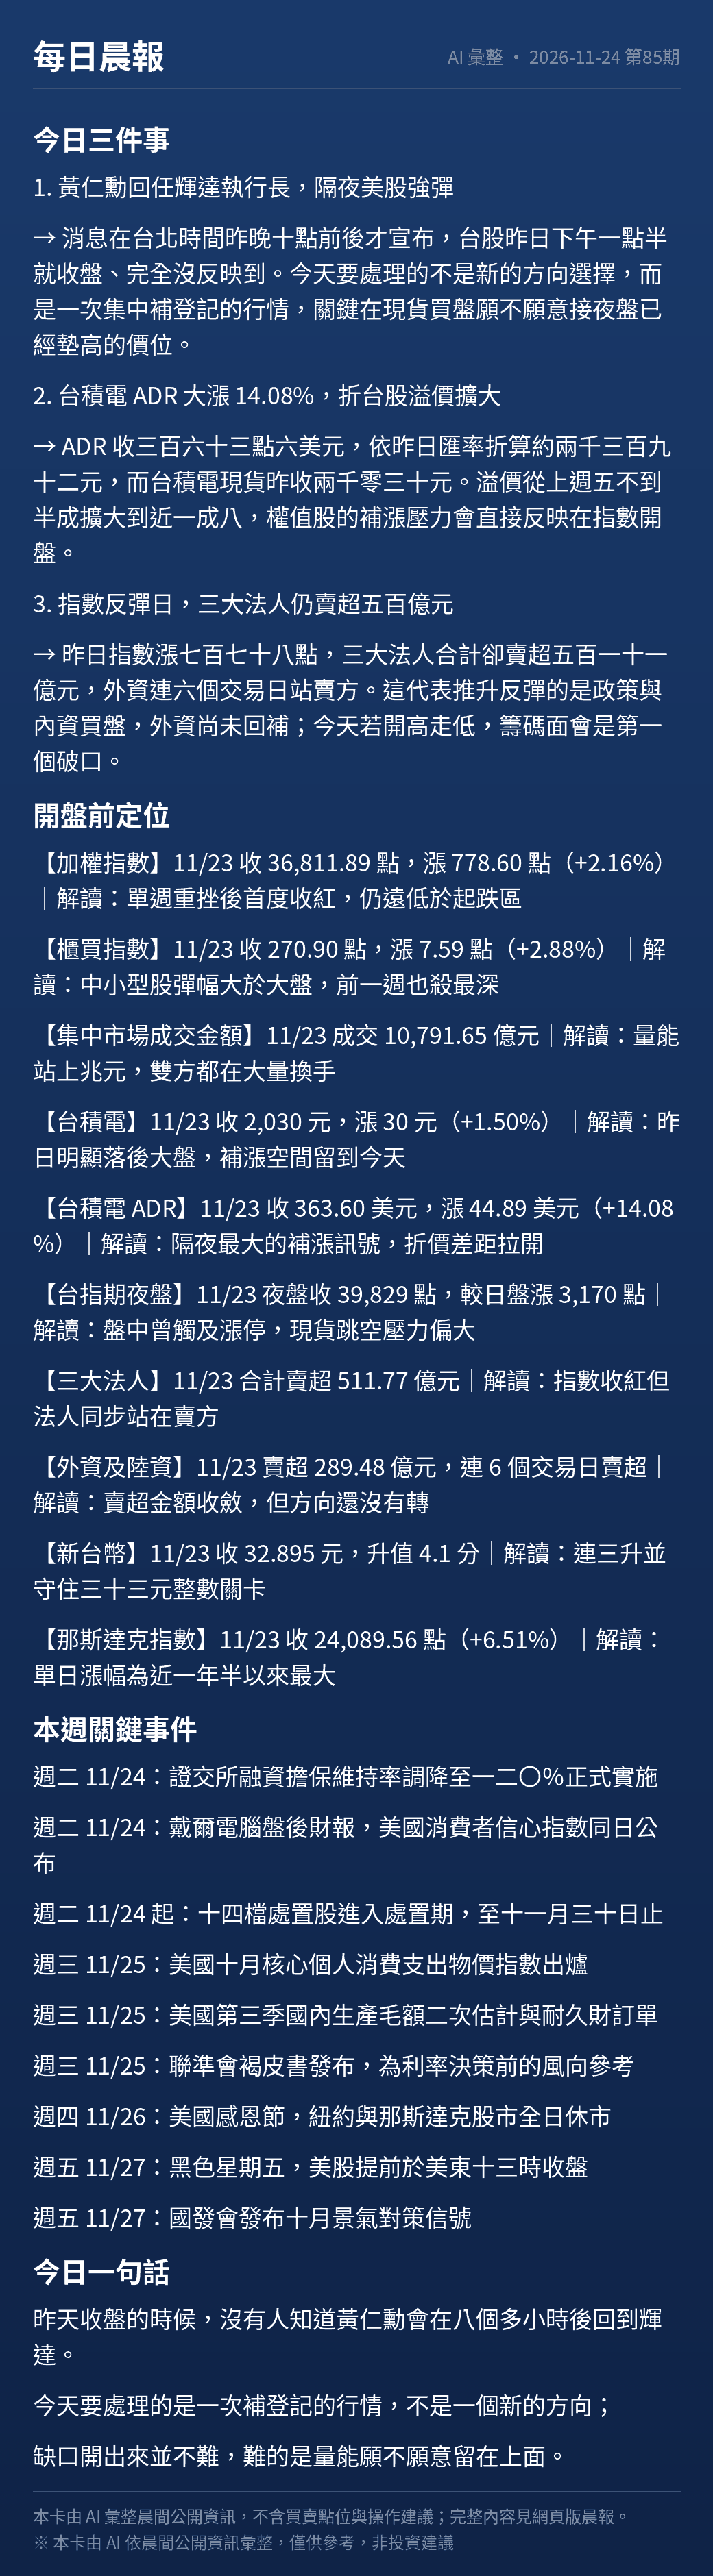 每日晨報
AI 彙整 · 2026-11-24 第85期
今日三件事
1. 黃仁勳回任輝達執行長，隔夜美股強彈
→ 消息在台北時間昨晚十點前後才宣布，台股昨日下午一點半
就收盤、完全沒反映到。今天要處理的不是新的方向選擇，而
是一次集中補登記的行情，關鍵在現貨買盤願不願意接夜盤已
經墊高的價位。
2. 台積電 ADR 大漲 14.08%，折台股溢價擴大
→ ADR 收三百六十三點六美元，依昨日匯率折算約兩千三百九
十二元，而台積電現貨昨收兩千零三十元。溢價從上週五不到
半成擴大到近一成八，權值股的補漲壓力會直接反映在指數開
盤。
3. 指數反彈日，三大法人仍賣超五百億元
→ 昨日指數漲七百七十八點，三大法人合計卻賣超五百一十一
億元，外資連六個交易日站賣方。這代表推升反彈的是政策與
內資買盤，外資尚未回補；今天若開高走低，籌碼面會是第一
個破口。
開盤前定位
【加權指數】11/23 收 36,811.89 點，漲 778.60 點（+2.16%）
｜解讀：單週重挫後首度收紅，仍遠低於起跌區
【櫃買指數】11/23 收 270.90 點，漲 7.59 點（+2.88%）｜解
讀：中小型股彈幅大於大盤，前一週也殺最深
【集中市場成交金額】11/23 成交 10,791.65 億元｜解讀：量能
站上兆元，雙方都在大量換手
【台積電】11/23 收 2,030 元，漲 30 元（+1.50%）｜解讀：昨
日明顯落後大盤，補漲空間留到今天
【台積電 ADR】11/23 收 363.60 美元，漲 44.89 美元（+14.08
%）｜解讀：隔夜最大的補漲訊號，折價差距拉開
【台指期夜盤】11/23 夜盤收 39,829 點，較日盤漲 3,170 點｜
解讀：盤中曾觸及漲停，現貨跳空壓力偏大
【三大法人】11/23 合計賣超 511.77 億元｜解讀：指數收紅但
法人同步站在賣方
【外資及陸資】11/23 賣超 289.48 億元，連 6 個交易日賣超｜
解讀：賣超金額收斂，但方向還沒有轉
【新台幣】11/23 收 32.895 元，升值 4.1 分｜解讀：連三升並
守住三十三元整數關卡
【那斯達克指數】11/23 收 24,089.56 點（+6.51%）｜解讀：
單日漲幅為近一年半以來最大
本週關鍵事件
週二 11/24：證交所融資擔保維持率調降至一二〇%正式實施
週二 11/24：戴爾電腦盤後財報，美國消費者信心指數同日公
布
週二 11/24 起：十四檔處置股進入處置期，至十一月三十日止
週三 11/25：美國十月核心個人消費支出物價指數出爐
週三 11/25：美國第三季國內生產毛額二次估計與耐久財訂單
週三 11/25：聯準會褐皮書發布，為利率決策前的風向參考
週四 11/26：美國感恩節，紐約與那斯達克股市全日休市
週五 11/27：黑色星期五，美股提前於美東十三時收盤
週五 11/27：國發會發布十月景氣對策信號
今日一句話
昨天收盤的時候，沒有人知道黃仁勳會在八個多小時後回到輝
達。
今天要處理的是一次補登記的行情，不是一個新的方向；
缺口開出來並不難，難的是量能願不願意留在上面。
本卡由 AI 彙整晨間公開資訊，不含買賣點位與操作建議；完整內容見網頁版晨報。
※ 本卡由 AI 依晨間公開資訊彙整，僅供參考，非投資建議